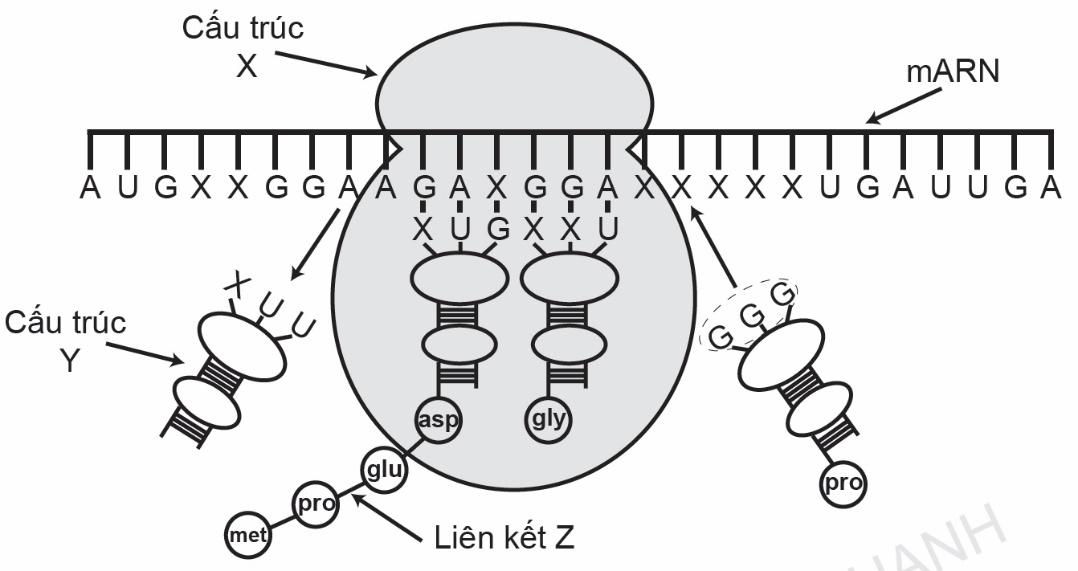 Cấu trúc
X
mARN
A U G X X G G A A G A X G G A X X X X X U G A U U G A
X U G X X U
X U U
G G G
Cấu trúc
Y
asp
gly
glu
pro
met
pro
Liên kết Z